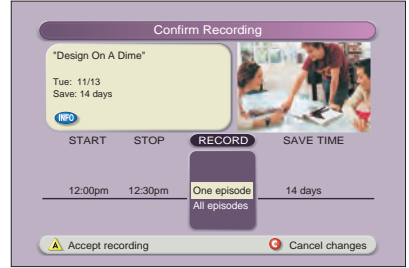 Confirm Recording
"Design On A Dime"
Tue: 11/13
Save: 14 days
INFO
START STOP RECORD SAVE TIME
12:00pm 12:30pm One episode 14 days
All episodes
A Accept recording C Cancel changes